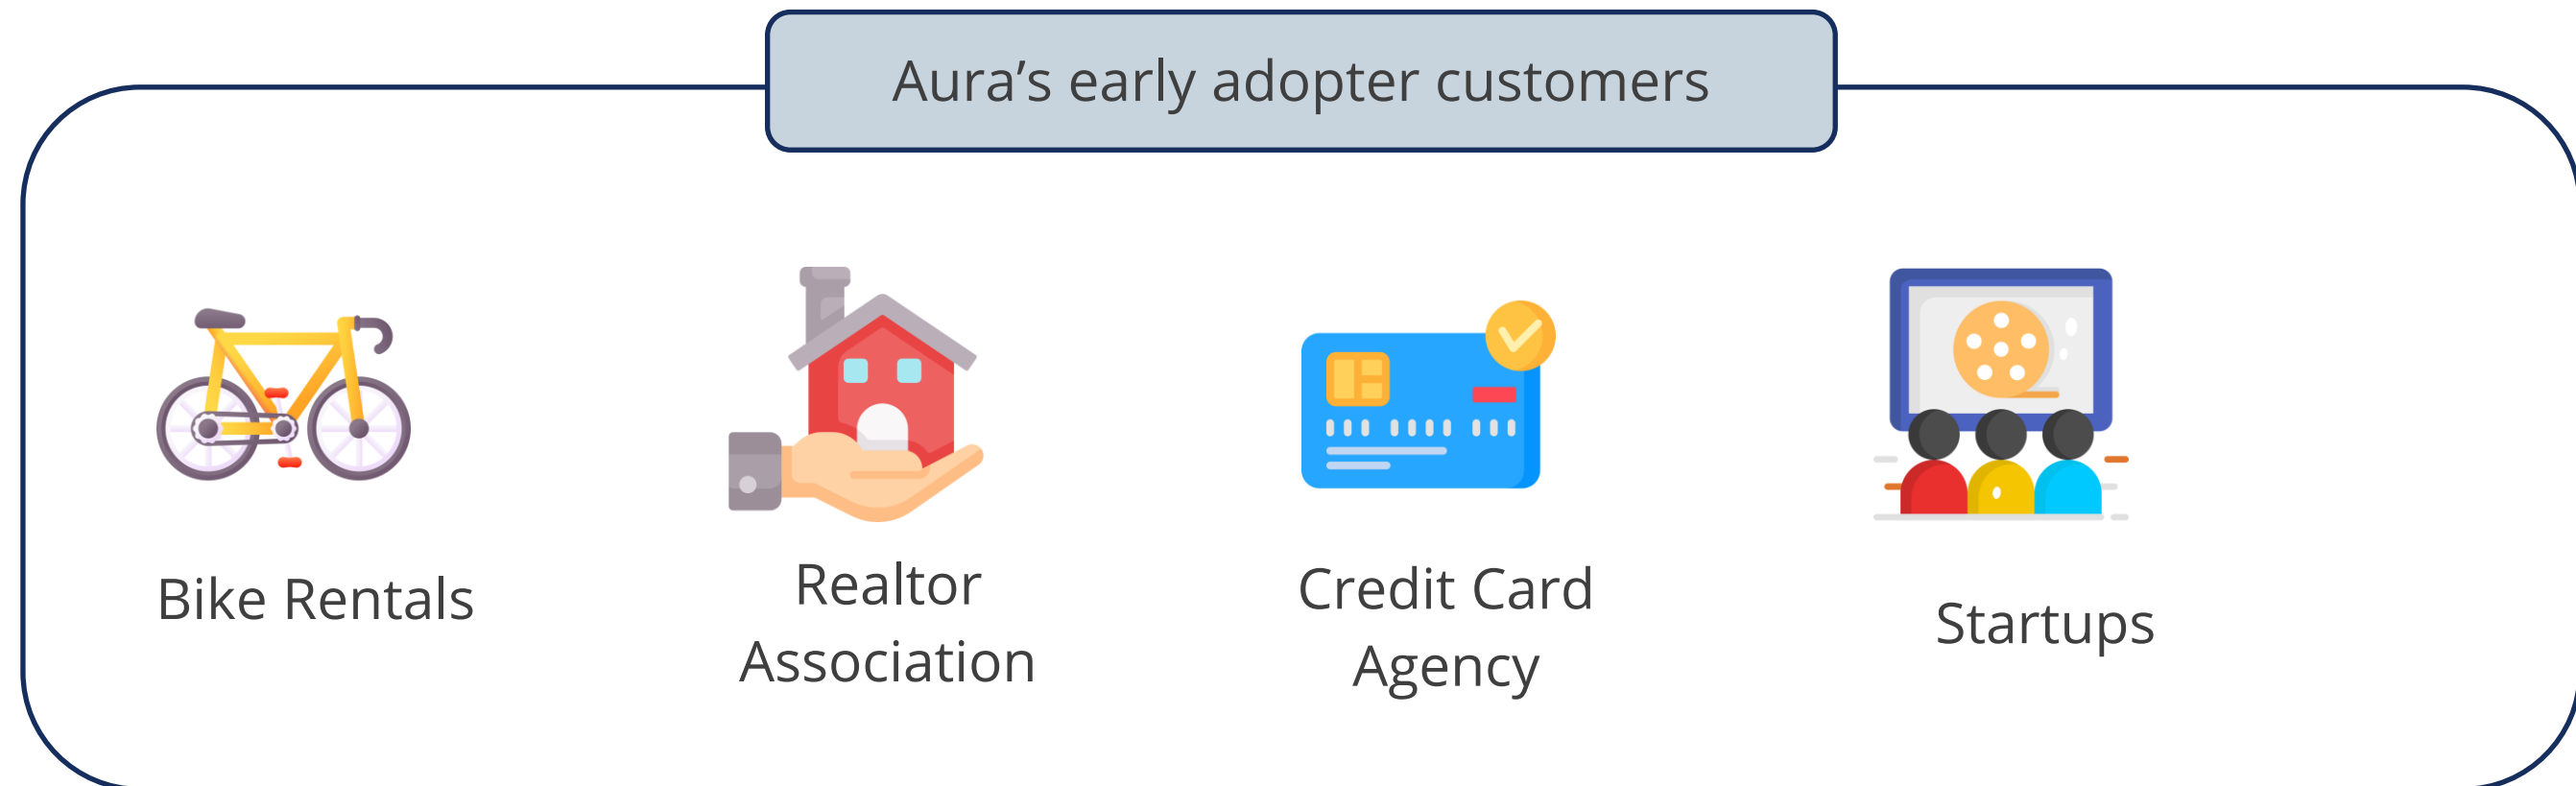 Aura’s early adopter customers
Bike Rentals
Realtor
Association
Credit Card
Agency
Startups